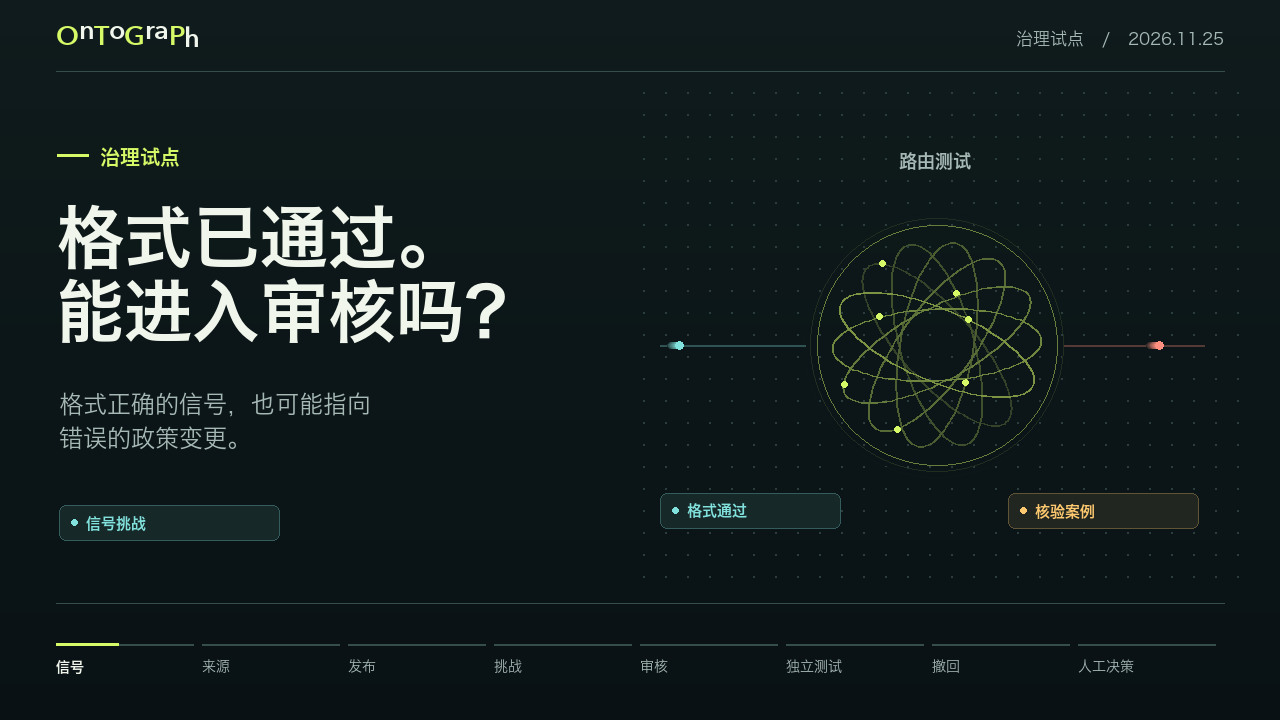 OnToGraPh
治理试点 / 2026.11.25
治理试点
格式已通过。
能进入审核吗?
格式正确的信号，也可能指向
错误的政策变更。
信号挑战
路由测试
格式通过
核验案例
信号
来源
发布
挑战
审核
独立测试
撤回
人工决策